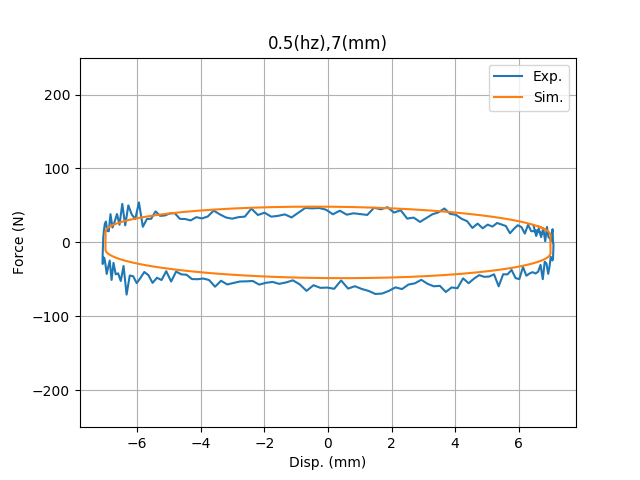 0.5(hz),7(mm)
Exp.
Sim.
200
100
0
−100
−200
Force (N)
−6 −4 −2 0 2 4 6
Disp. (mm)